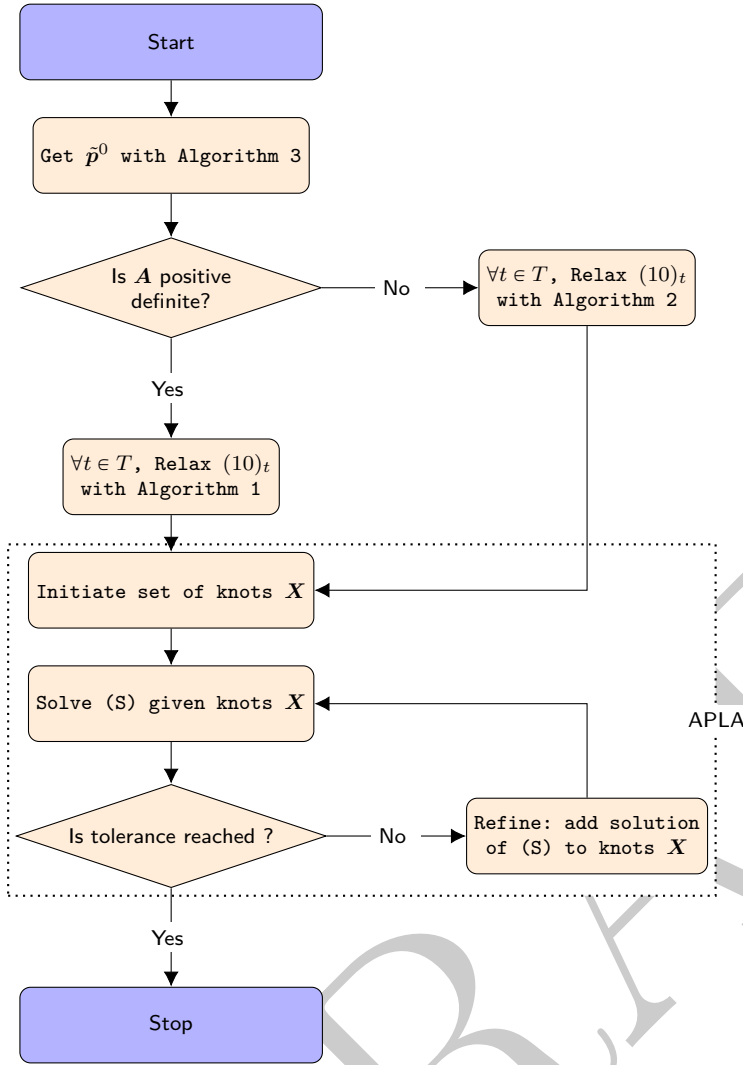 Start
Get p̃⁰ with Algorithm 3
Is A positive
definite?
No
∀t ∈ T, Relax (10)ₜ
with Algorithm 2
Yes
∀t ∈ T, Relax (10)ₜ
with Algorithm 1
Initiate set of knots X
Solve (S) given knots X
APLA
Is tolerance reached ?
No
Refine: add solution
of (S) to knots X
Yes
Stop